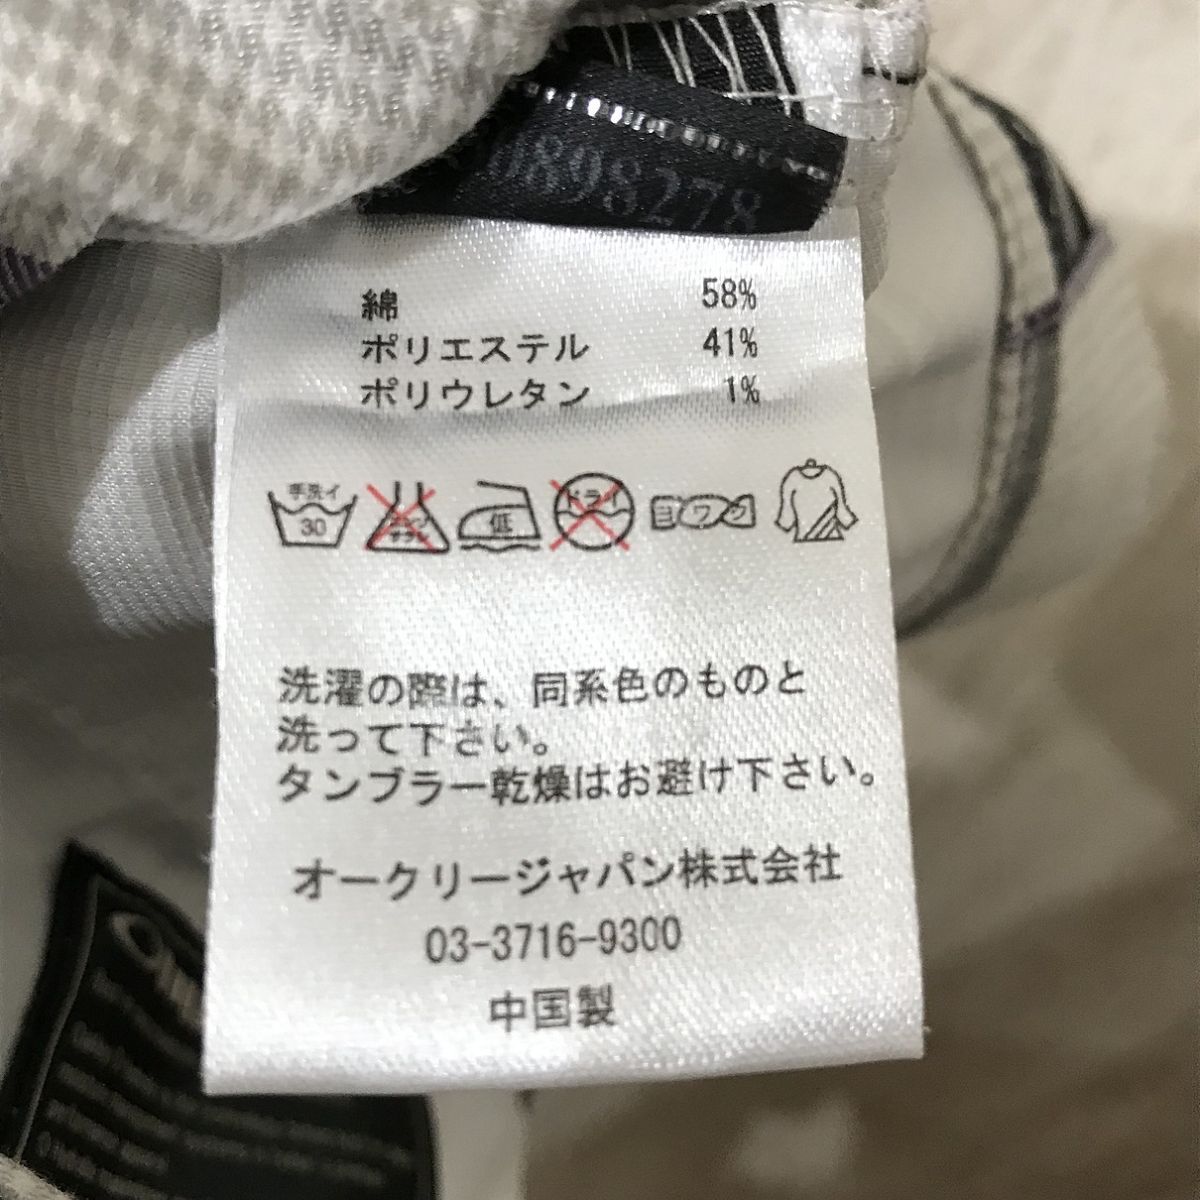 0898278
綿 58%
ポリエステル 41%
ポリウレタン 1%
手洗イ 30 低 ドライ
洗濯の際は、同系色のものと
洗って下さい。
タンブラー乾燥はお避け下さい。
オークリージャパン株式会社
03-3716-9300
中国製